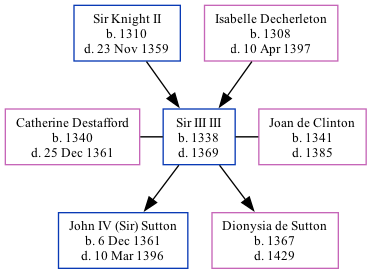 Sir Knight II
b. 1310
d. 23 Nov 1359
Isabelle Decherleton
b. 1308
d. 10 Apr 1397
Catherine Destafford
b. 1340
d. 25 Dec 1361
Sir III III
b. 1338
d. 1369
Joan de Clinton
b. 1341
d. 1385
John IV (Sir) Sutton
b. 6 Dec 1361
d. 10 Mar 1396
Dionysia de Sutton
b. 1367
d. 1429